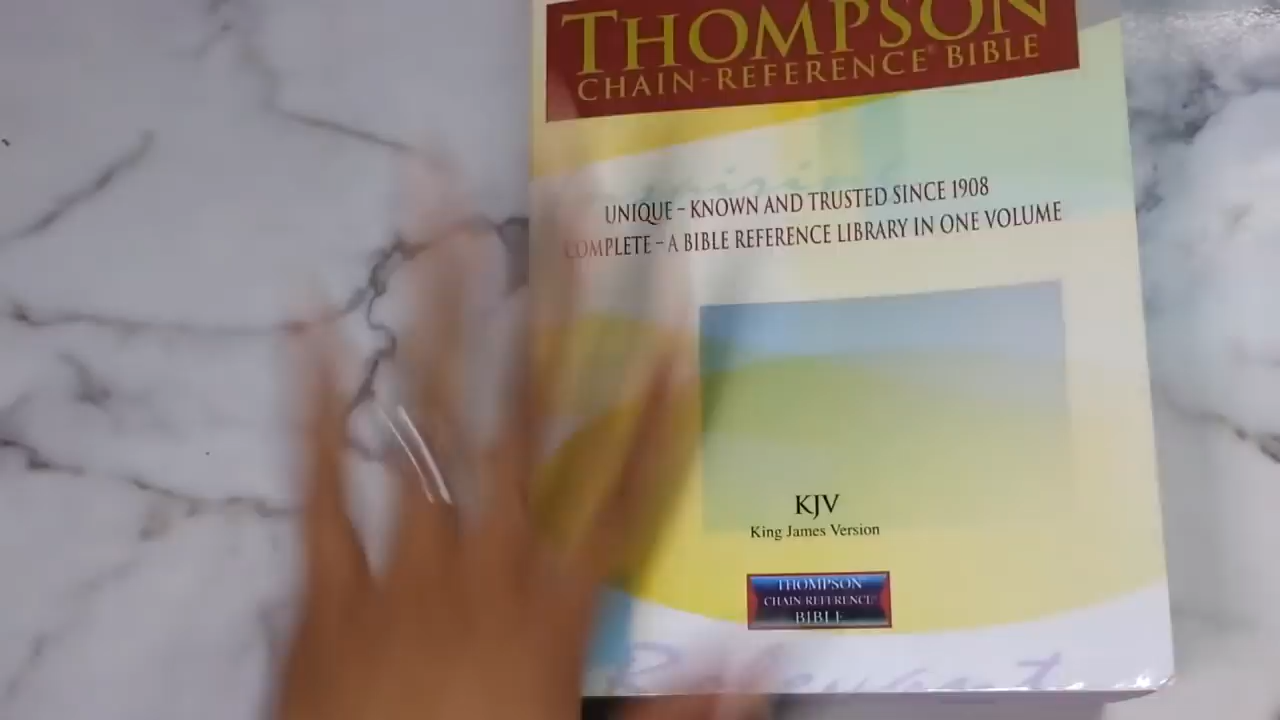 THOMPSON
CHAIN-REFERENCE® BIBLE
UNIQUE – KNOWN AND TRUSTED SINCE 1908
COMPLETE – A BIBLE REFERENCE LIBRARY IN ONE VOLUME
KJV
King James Version
THOMPSON
CHAIN-REFERENCE®
BIBLE
Relevant